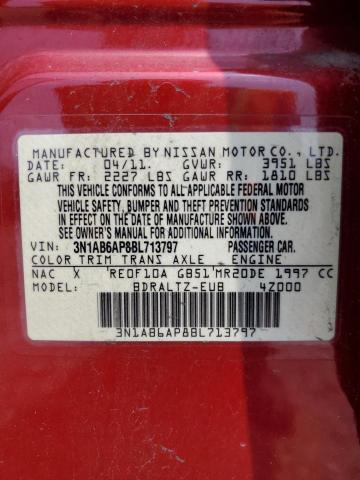 MANUFACTURED BY NISSAN MOTOR CO., LTD.
DATE: 04/11. GVWR: 3951 LBS
GAWR FR: 2227 LBS GAWR RR: 1810 LBS
THIS VEHICLE CONFORMS TO ALL APPLICABLE FEDERAL MOTOR
VEHICLE SAFETY, BUMPER AND THEFT PREVENTION STANDARDS
IN EFFECT ON THE DATE OF MANUFACTURE SHOWN ABOVE.
SEE OWNER'S MANUAL FOR ADDITIONAL INFORMATION.
VIN: 3N1AB6AP8BL713797 PASSENGER CAR.
COLOR TRIM TRANS AXLE ENGINE
NAC X REOF10A GB51 MR20DE 1997 CC
MODEL: BDRALTZ-EUB 4Z000
3N1AB6AP8BL713797